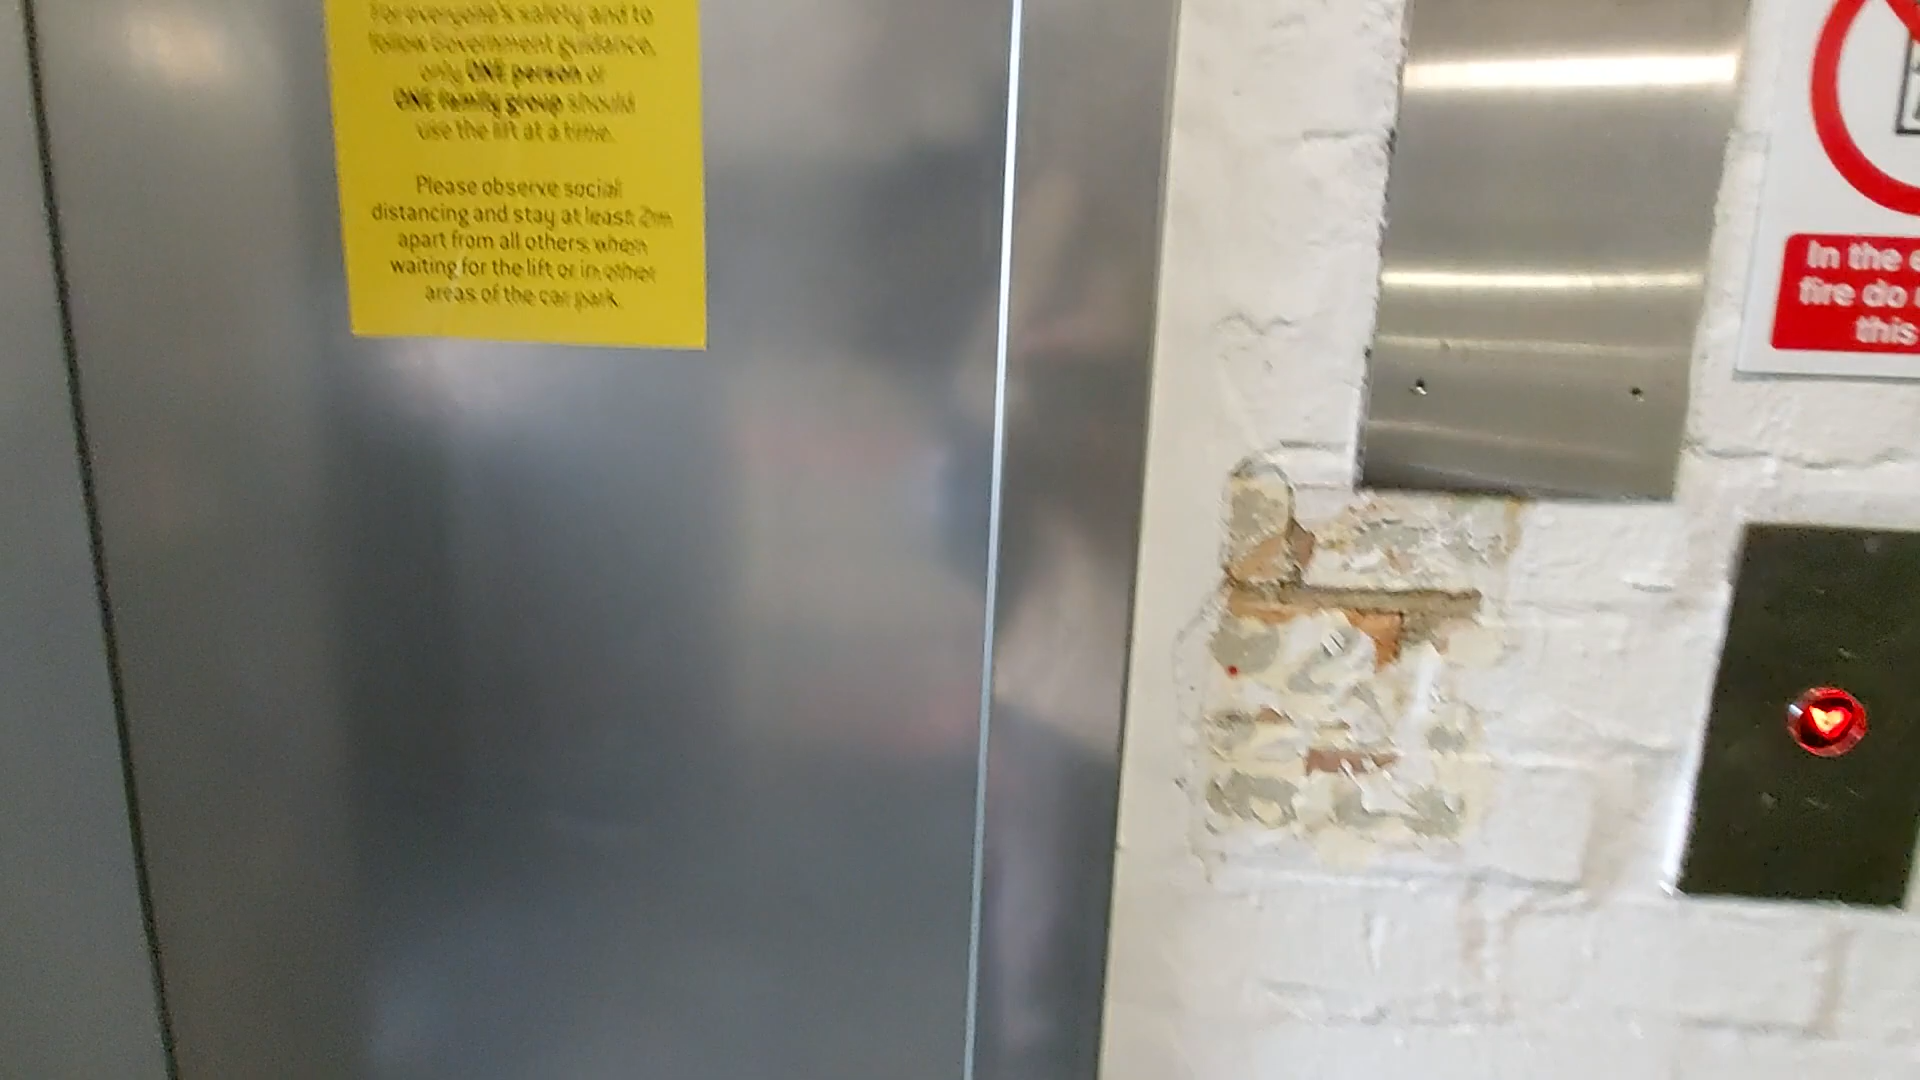 For everyone's safety and to
follow Government guidance,
only ONE person or
ONE family group should
use the lift at a time.
Please observe social
distancing and stay at least 2m
apart from all others when
waiting for the lift or in other
areas of the car park.
In the
fire do
this